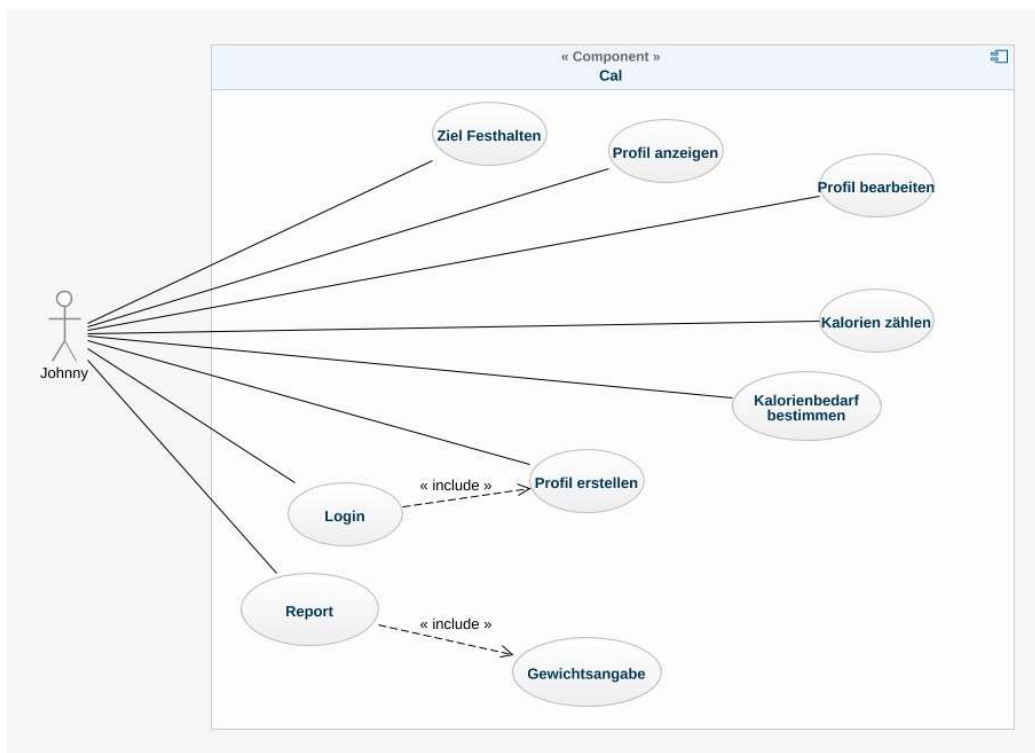 « Component »
Cal
Ziel Festhalten
Profil anzeigen
Profil bearbeiten
Kalorien zählen
Johnny
Kalorienbedarf
bestimmen
« include »
Profil erstellen
Login
Report
« include »
Gewichtsangabe